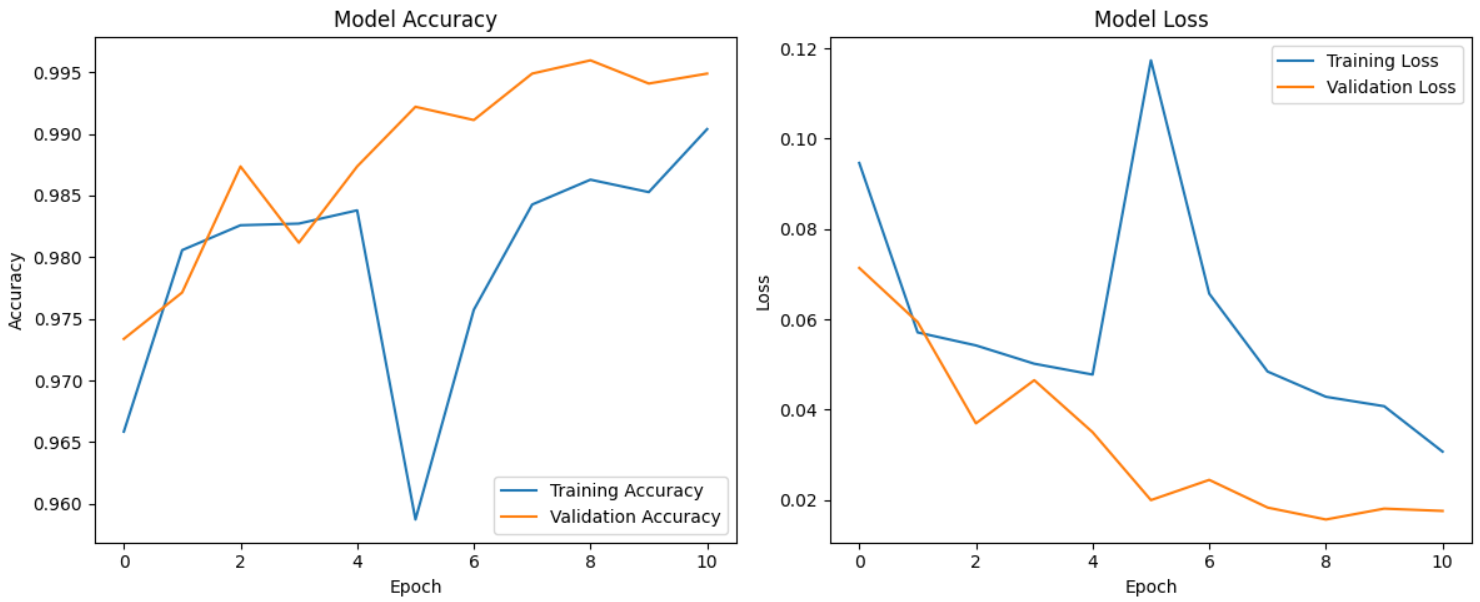 Model Accuracy
0.995
0.990
0.985
0.980
0.975
0.970
0.965
0.960
Accuracy
0 2 4 6 8 10
Epoch
Training Accuracy
Validation Accuracy
Model Loss
0.12
0.10
0.08
0.06
0.04
0.02
Loss
0 2 4 6 8 10
Epoch
Training Loss
Validation Loss